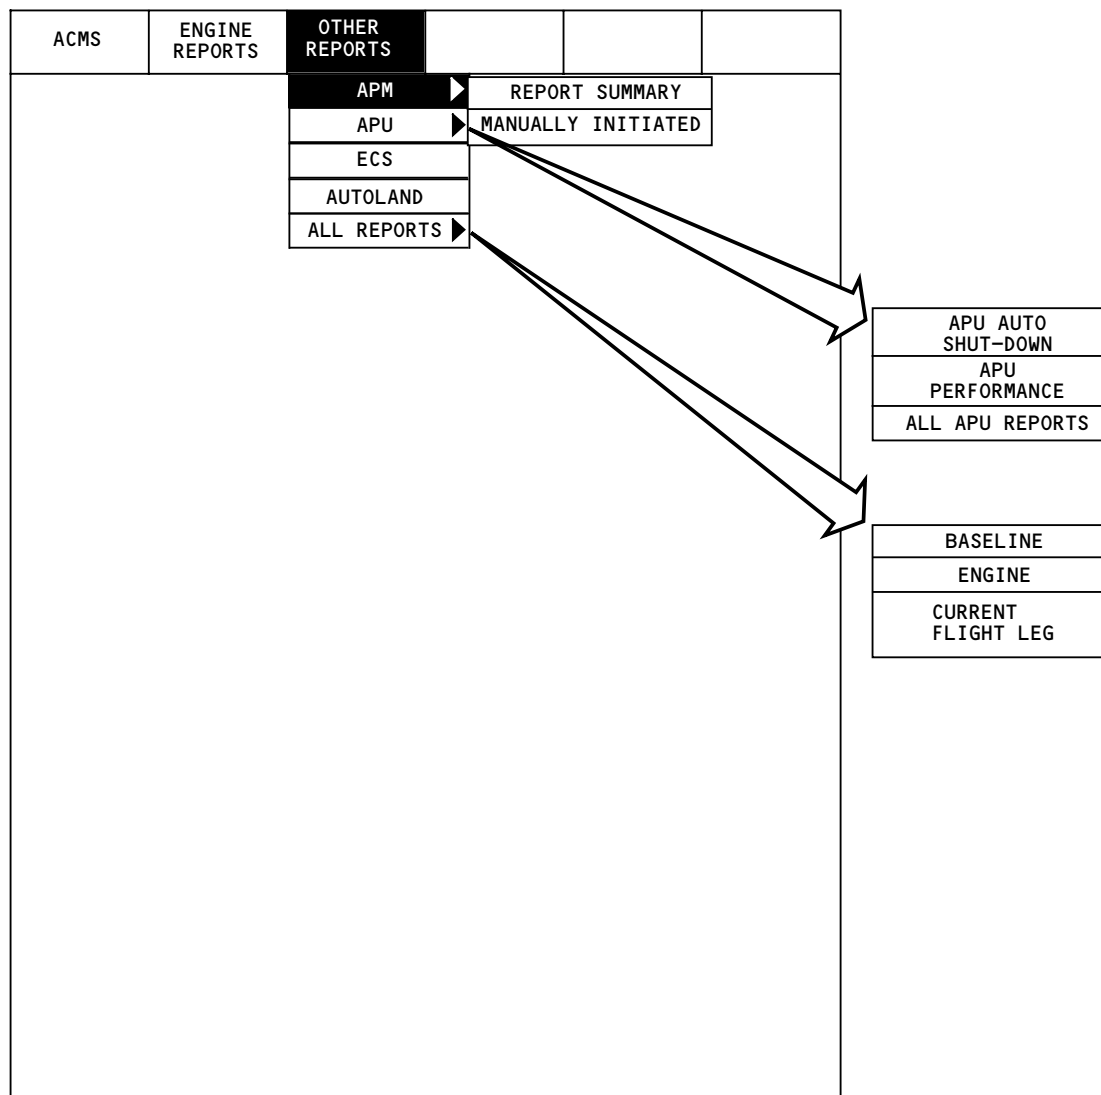 ACMS
ENGINE
REPORTS
OTHER
REPORTS
APM
REPORT SUMMARY
APU
MANUALLY INITIATED
ECS
AUTOLAND
ALL REPORTS
APU AUTO
SHUT-DOWN
APU
PERFORMANCE
ALL APU REPORTS
BASELINE
ENGINE
CURRENT
FLIGHT LEG